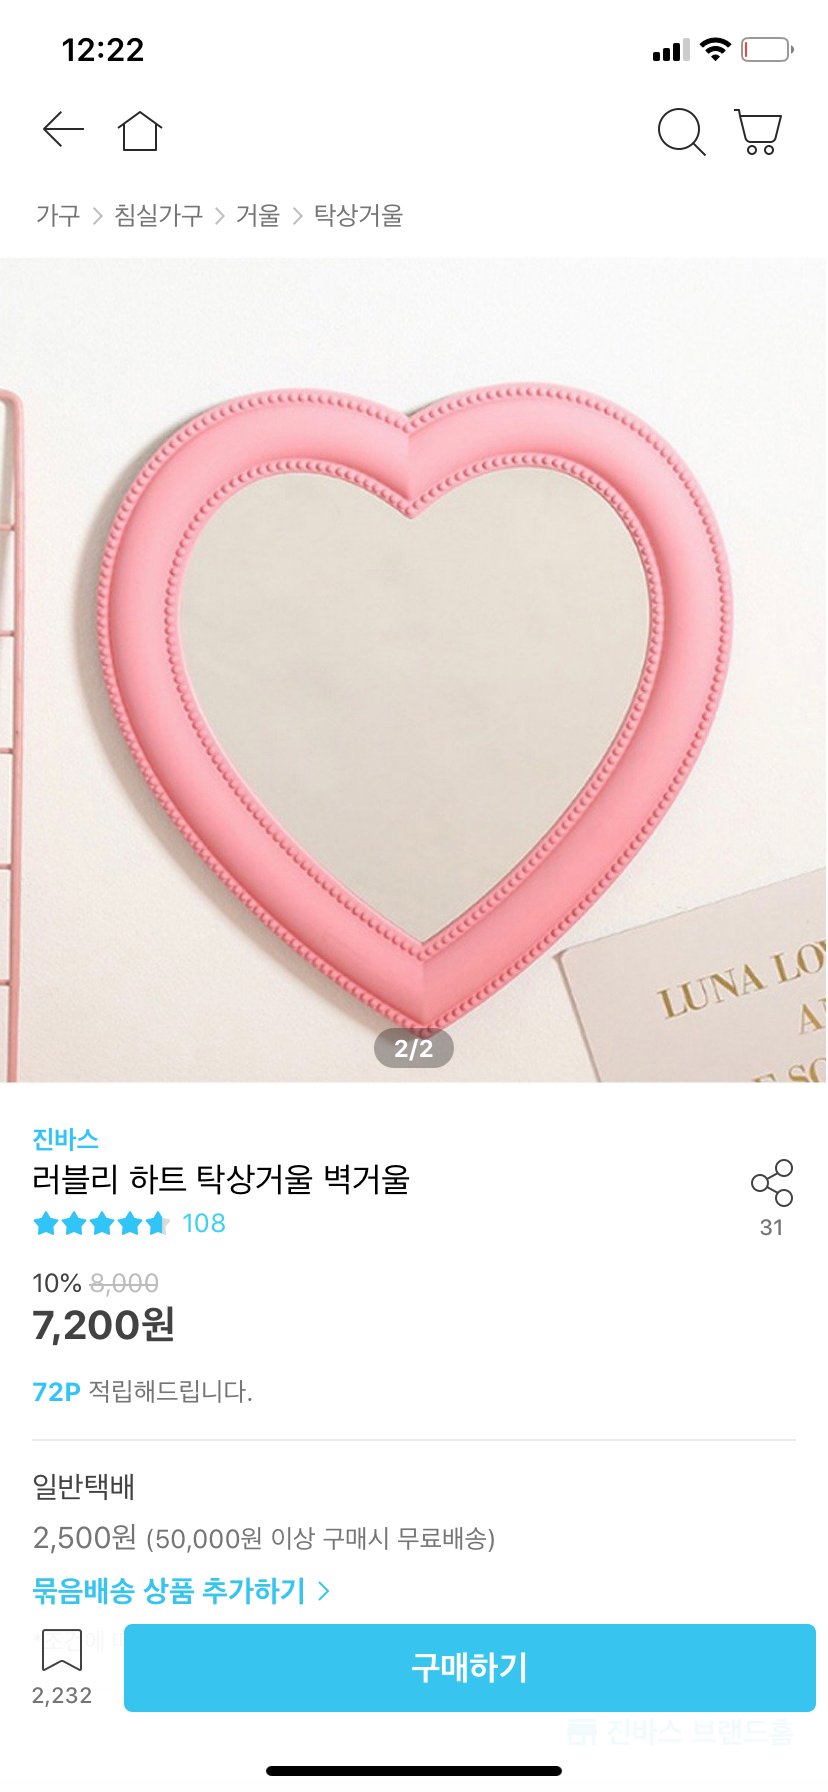 12:22
가구 > 침실가구 > 거울 > 탁상거울
LUNA LO
A
E SO
2/2
진바스
러블리 하트 탁상거울 벽거울
108
31
10% 8,000
7,200원
72P 적립해드립니다.
일반택배
2,500원 (50,000원 이상 구매시 무료배송)
묶음배송 상품 추가하기 >
구매하기
2,232
진바스 브랜드홈